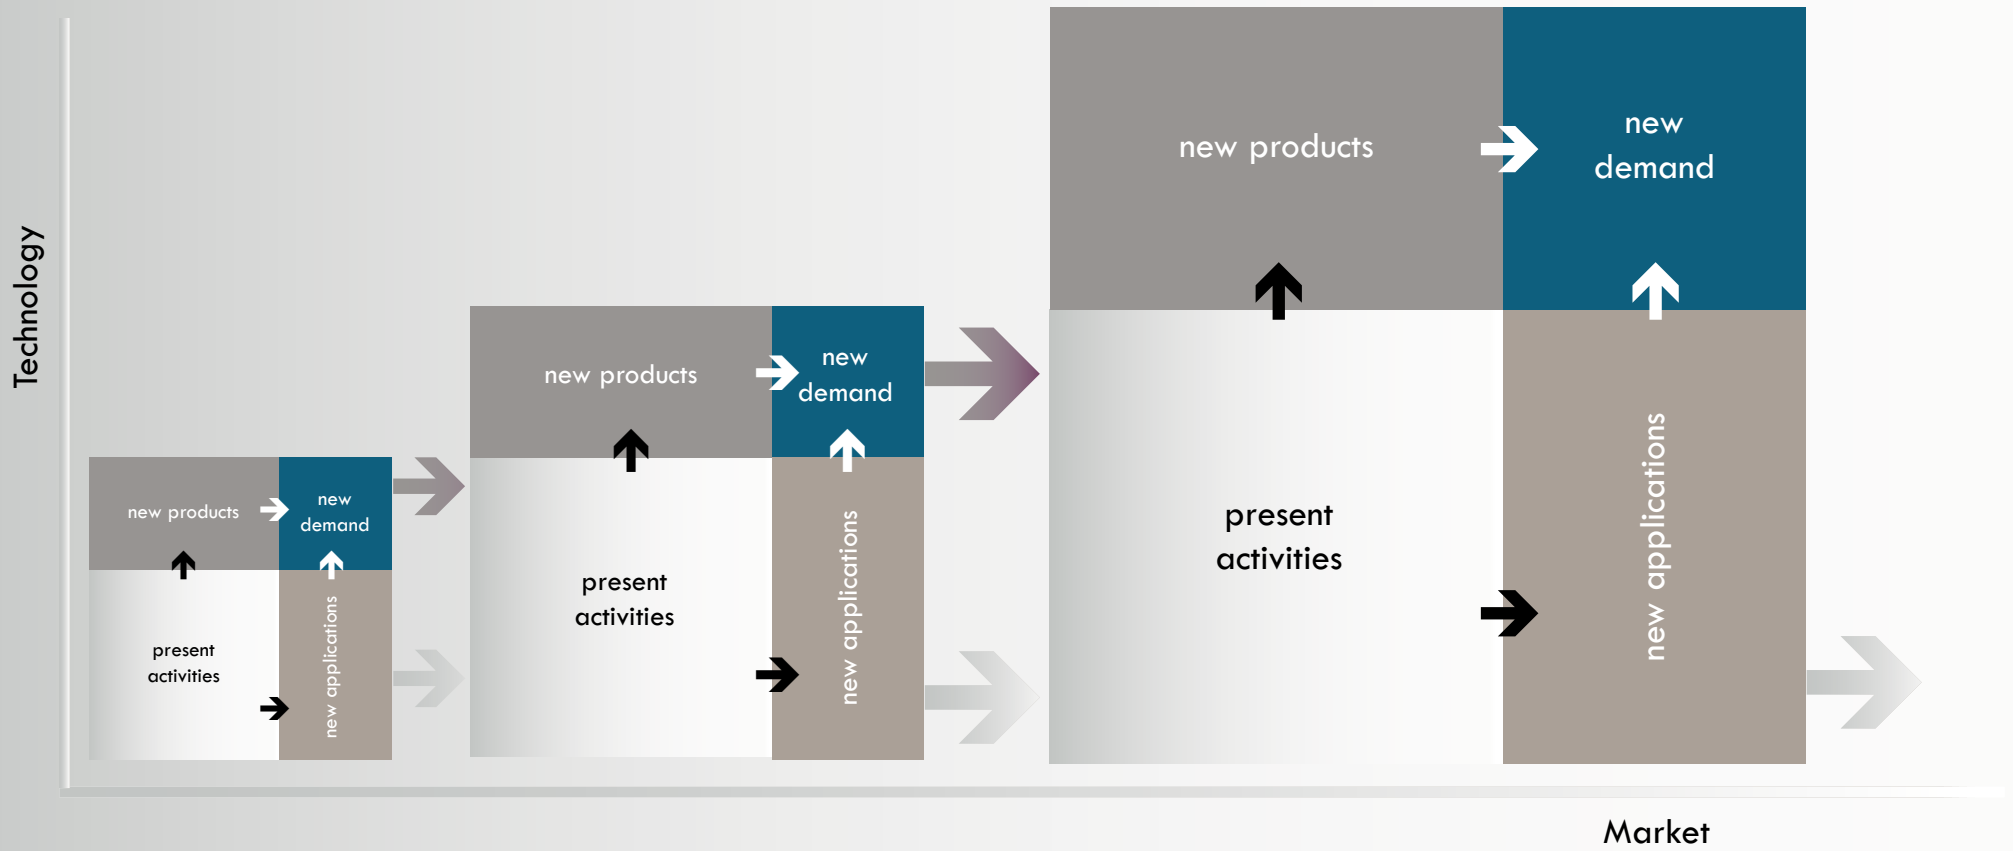 Technology
new products
new
demand
present
activities
new applications
new products
new
demand
present
activities
new applications
new products
new
demand
present
activities
new applications
Market